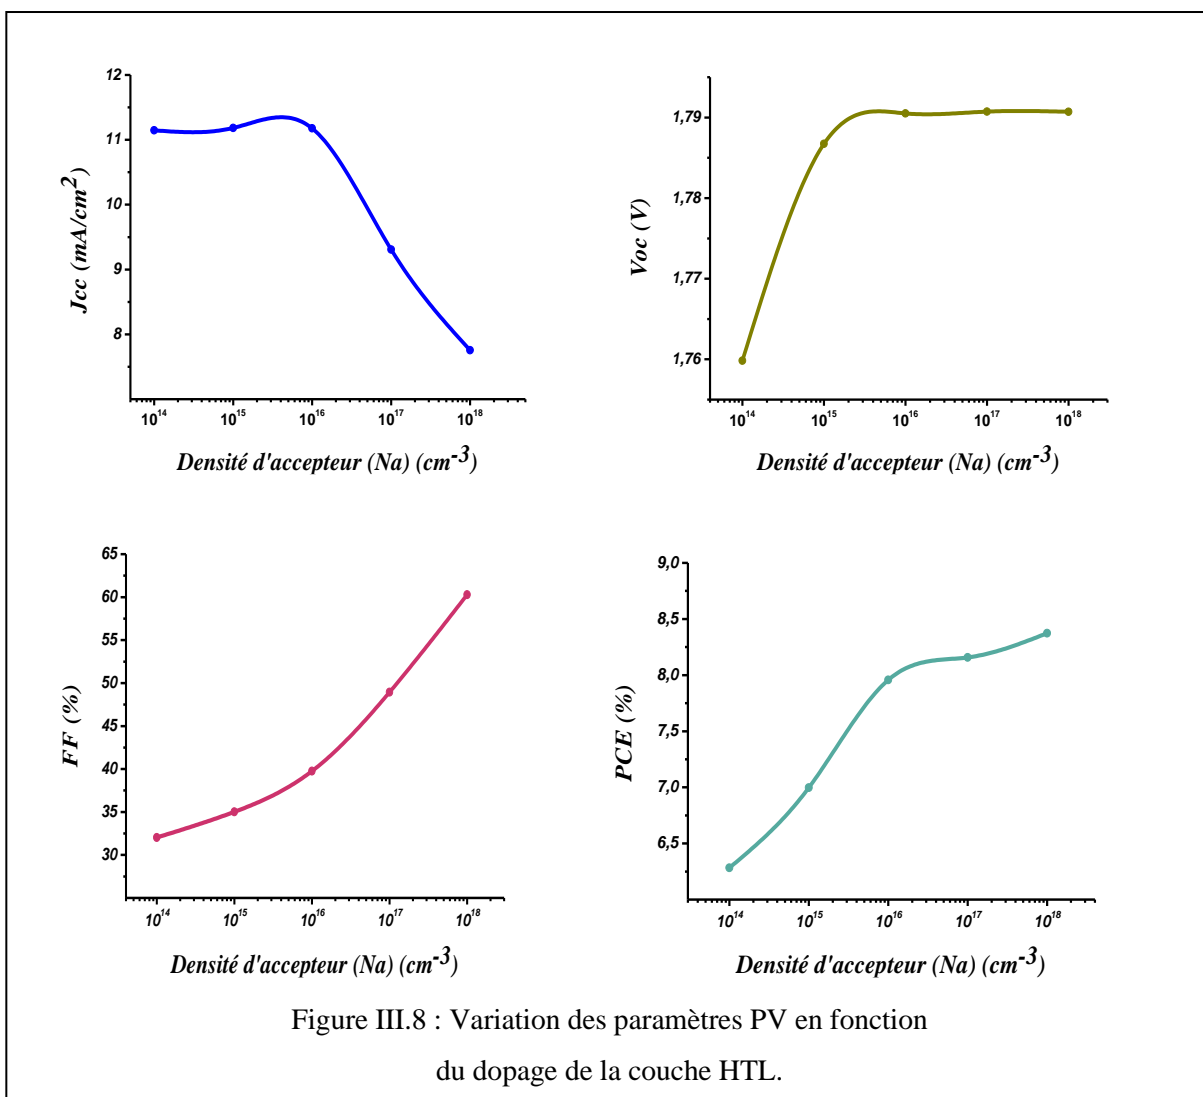 12
11
10
9
8
Jcc (mA/cm²)
10¹⁴ 10¹⁵ 10¹⁶ 10¹⁷ 10¹⁸
Densité d'accepteur (Na) (cm⁻³)
1,79
1,78
1,77
1,76
Voc (V)
10¹⁴ 10¹⁵ 10¹⁶ 10¹⁷ 10¹⁸
Densité d'accepteur (Na) (cm⁻³)
65
60
55
50
45
40
35
30
FF (%)
10¹⁴ 10¹⁵ 10¹⁶ 10¹⁷ 10¹⁸
Densité d'accepteur (Na) (cm⁻³)
9,0
8,5
8,0
7,5
7,0
6,5
PCE (%)
10¹⁴ 10¹⁵ 10¹⁶ 10¹⁷ 10¹⁸
Densité d'accepteur (Na) (cm⁻³)
Figure III.8 : Variation des paramètres PV en fonction
du dopage de la couche HTL.